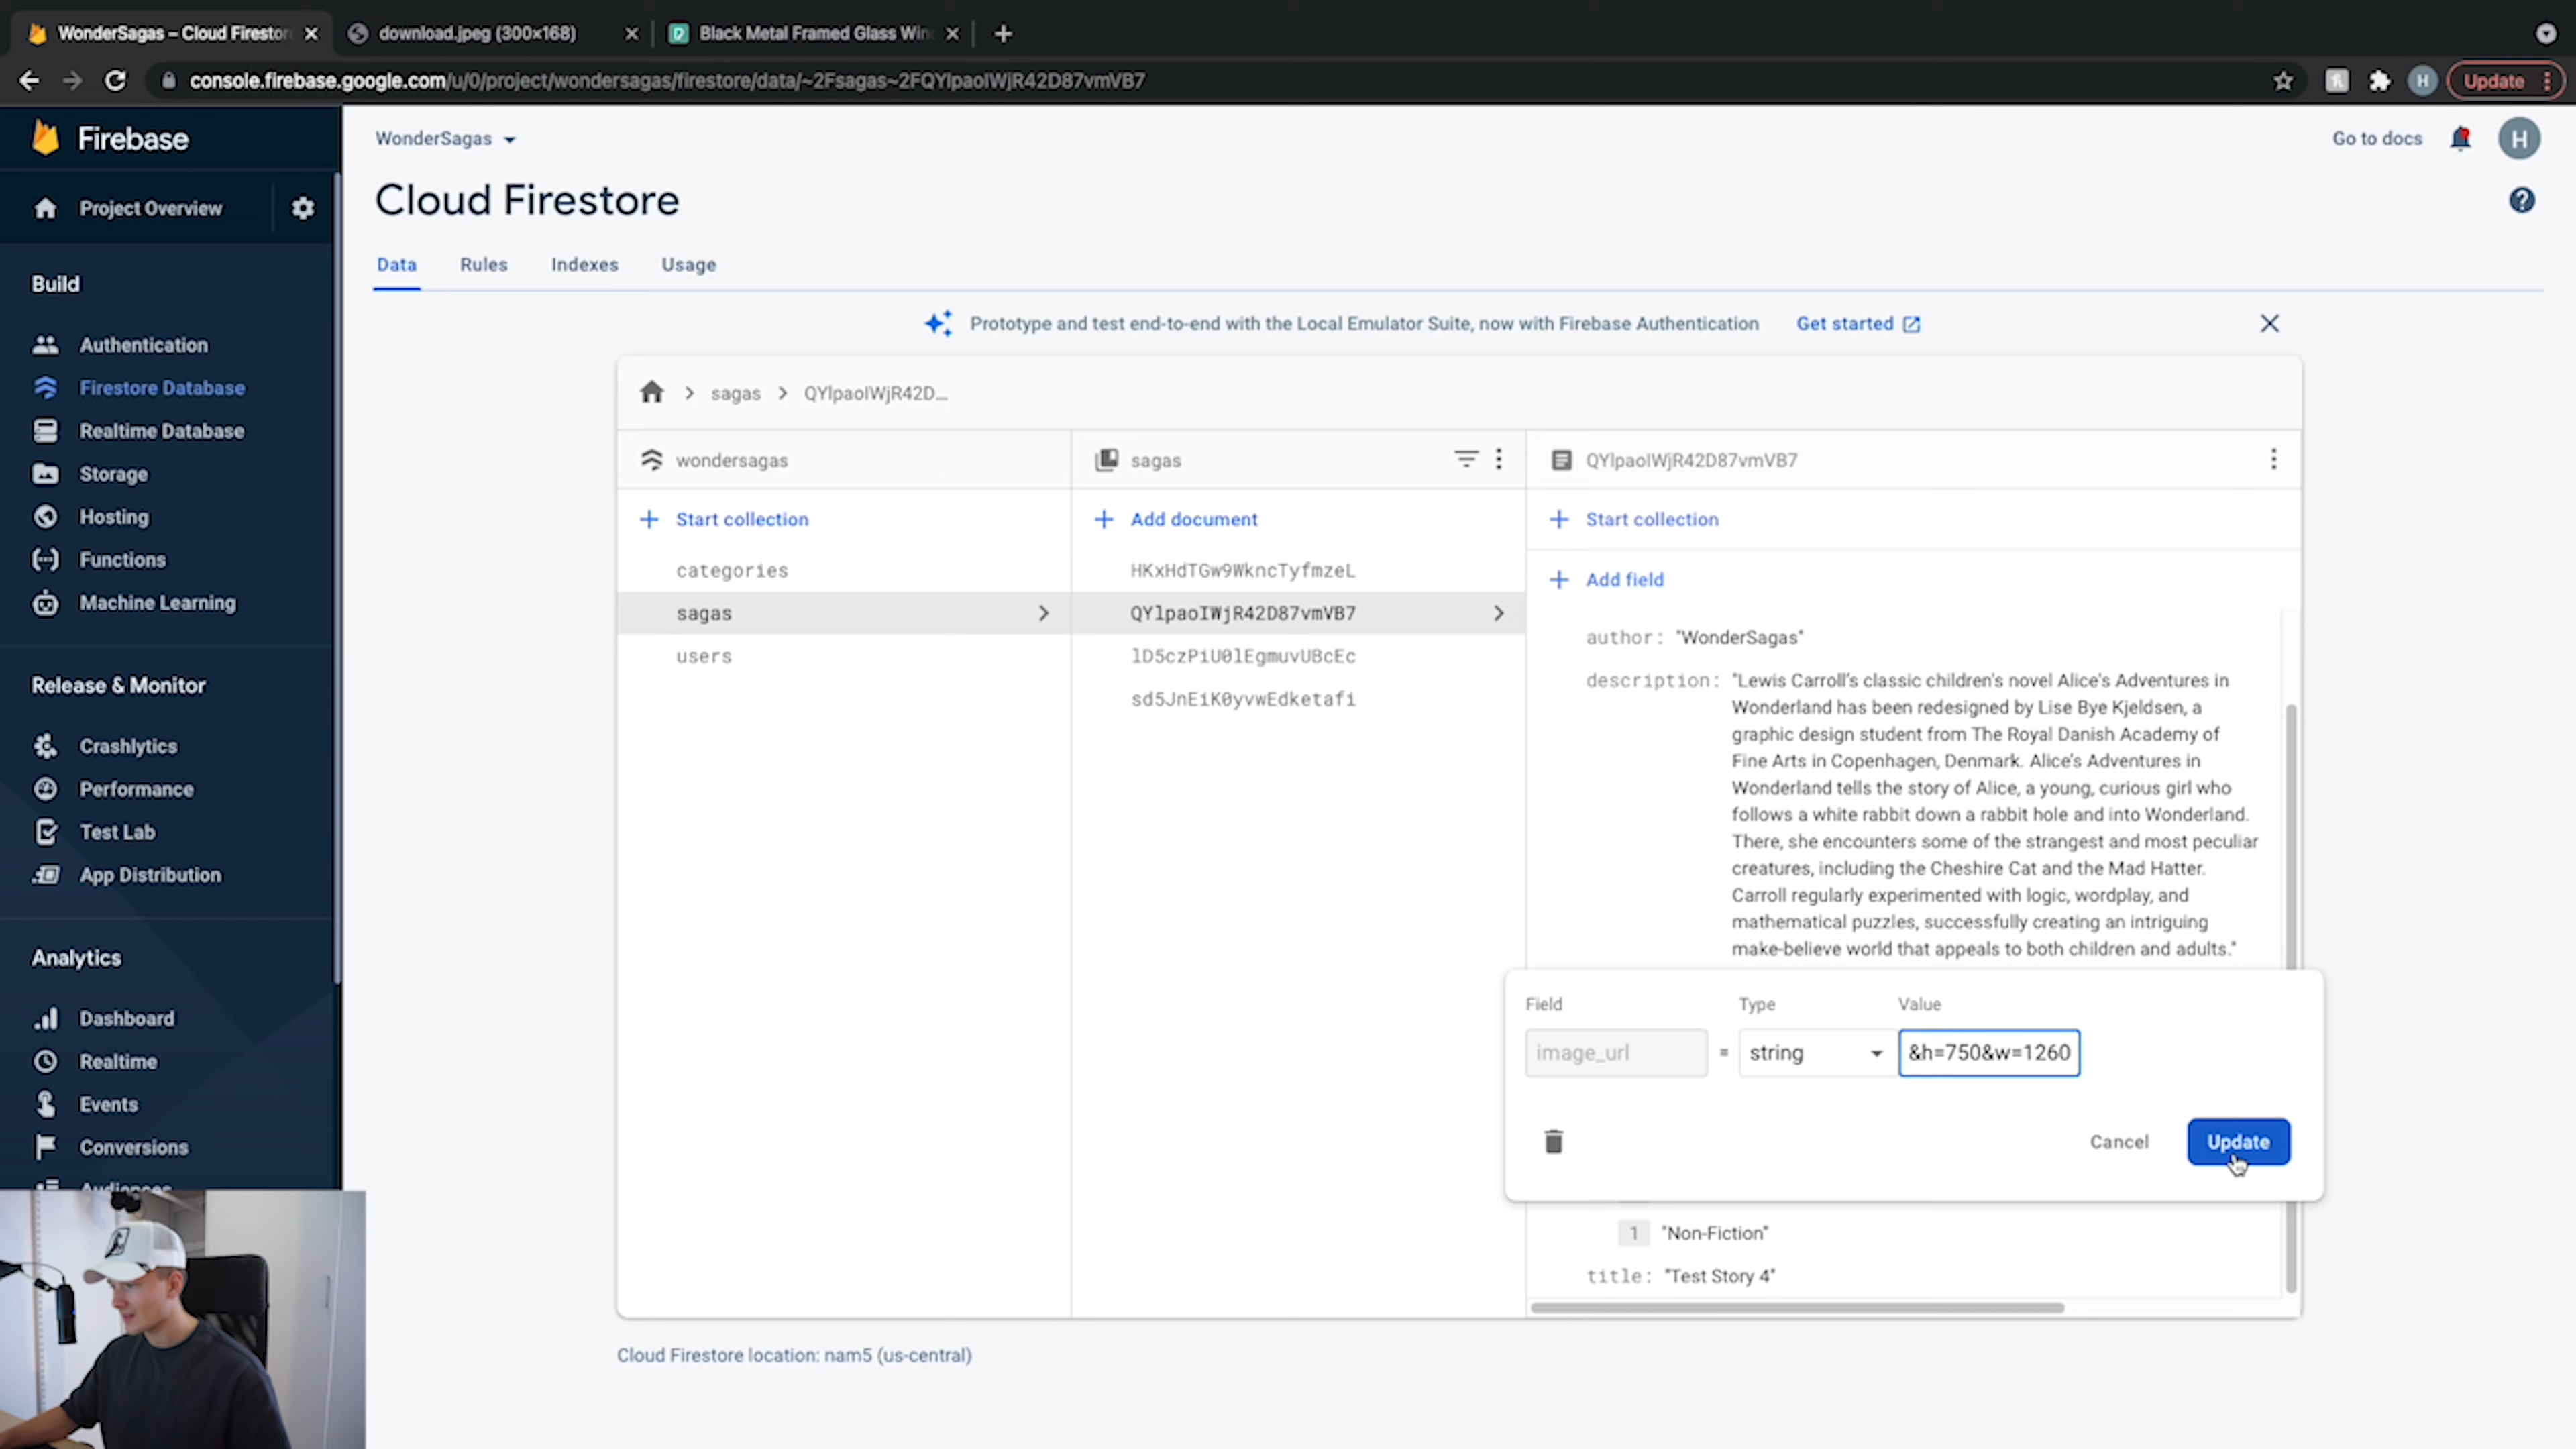 WonderSagas – Cloud Firestor
download.jpeg (300×168)
Black Metal Framed Glass Win
console.firebase.google.com/u/0/project/wondersagas/firestore/data/~2Fsagas~2FQYlpaoIWjR42D87vmVB7
H
Update
Firebase
WonderSagas
Go to docs
H
Project Overview
Cloud Firestore
Build
Data
Rules
Indexes
Usage
Authentication
Firestore Database
Realtime Database
Storage
Hosting
Functions
Machine Learning
Prototype and test end-to-end with the Local Emulator Suite, now with Firebase Authentication
Get started
sagas
QYlpaoIWjR42D...
wondersagas
sagas
QYlpaoIWjR42D87vmVB7
Start collection
Add document
Start collection
categories
sagas
users
HKxHdTGw9WkncTyfmzeL
QYlpaoIWjR42D87vmVB7
lD5czPiU0lEgmuvUBcEc
sd5JnEiK0yvwEdketafi
Add field
author: "WonderSagas"
description: "Lewis Carroll's classic children's novel Alice's Adventures in
Wonderland has been redesigned by Lise Bye Kjeldsen, a
graphic design student from The Royal Danish Academy of
Fine Arts in Copenhagen, Denmark. Alice's Adventures in
Wonderland tells the story of Alice, a young, curious girl who
follows a white rabbit down a rabbit hole and into Wonderland.
There, she encounters some of the strangest and most peculiar
creatures, including the Cheshire Cat and the Mad Hatter.
Carroll regularly experimented with logic, wordplay, and
mathematical puzzles, successfully creating an intriguing
make-believe world that appeals to both children and adults."
Field
Type
Value
image_url
=
string
&h=750&w=1260
Cancel
Update
1 "Non-Fiction"
title: "Test Story 4"
Release & Monitor
Crashlytics
Performance
Test Lab
App Distribution
Analytics
Dashboard
Realtime
Events
Conversions
Audiences
Cloud Firestore location: nam5 (us-central)